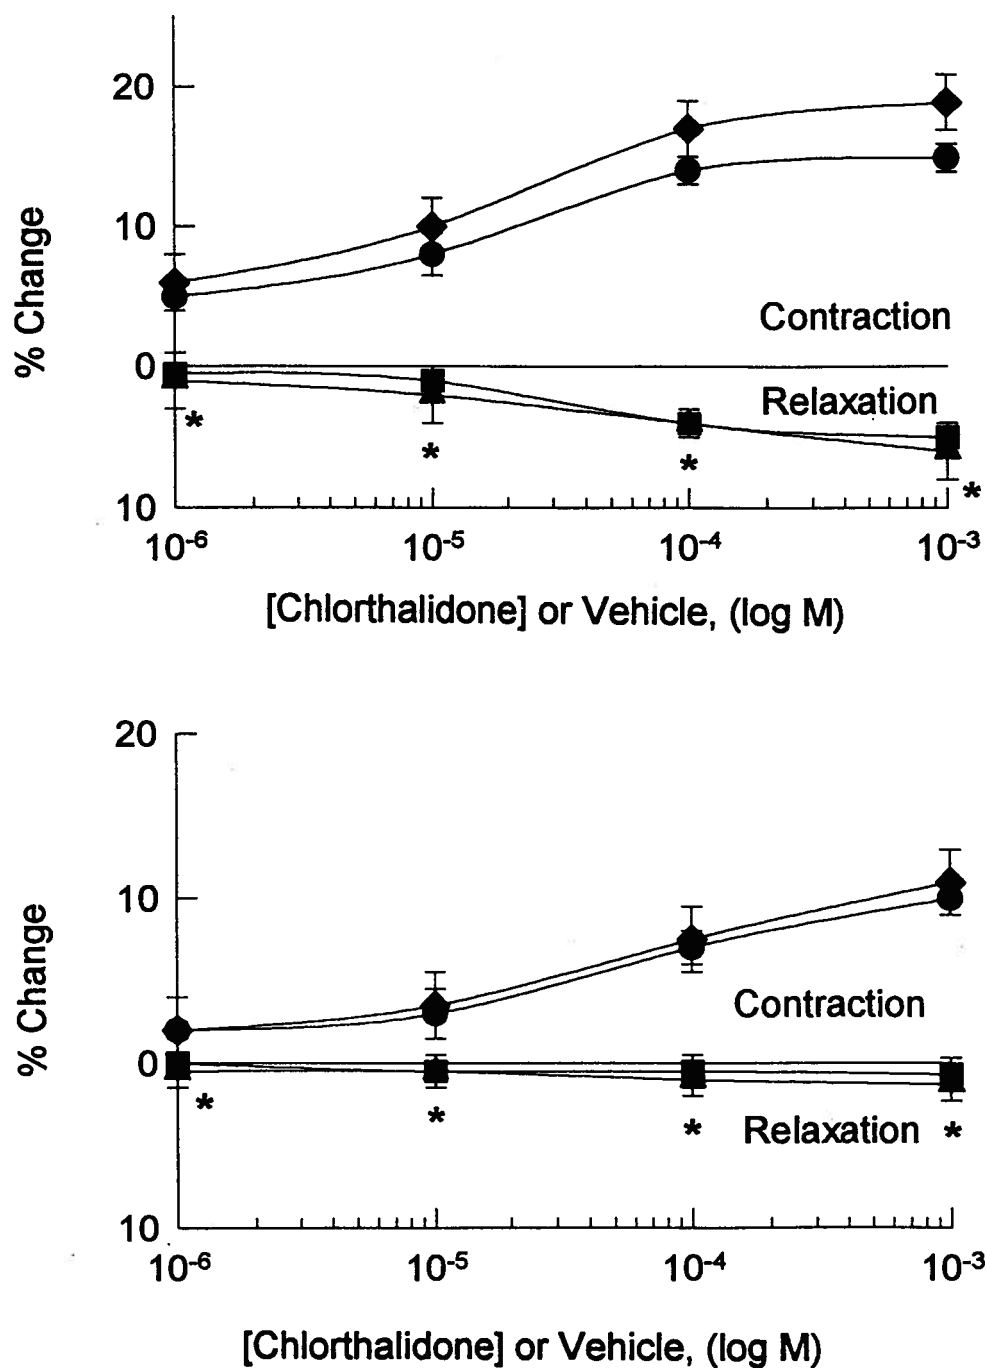 20
10
0
10
% Change
Contraction
Relaxation
*
*
*
*
10⁻⁶ 10⁻⁵ 10⁻⁴ 10⁻³
[Chlorthalidone] or Vehicle, (log M)
20
10
0
10
% Change
Contraction
Relaxation
*
*
*
*
10⁻⁶ 10⁻⁵ 10⁻⁴ 10⁻³
[Chlorthalidone] or Vehicle, (log M)